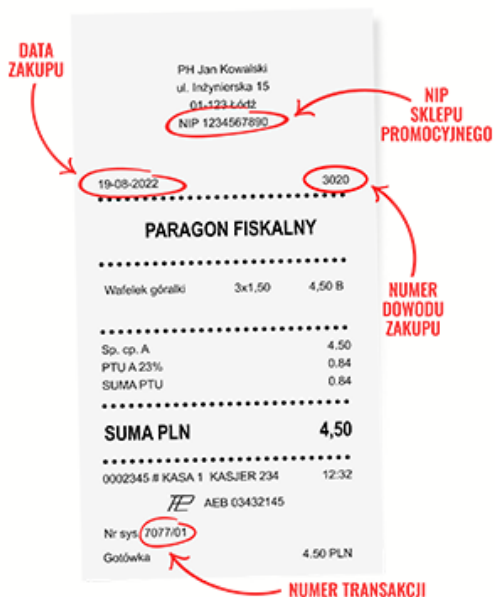 DATA
ZAKUPU
PH Jan Kowalski
ul. Inżynierska 15
01-123 Łódź
NIP 1234567890
NIP
SKLEPU
PROMOCYJNEGO
19-08-2022 3020
PARAGON FISKALNY
Wafelek góralki 3x1,50 4,50 B
NUMER
DOWODU
ZAKUPU
Sp. cp. A 4.50
PTU A 23% 0.84
SUMA PTU 0.84
SUMA PLN 4,50
0002345 # KASA 1 KASJER 234 12:32
AEB 03432145
Nr sys. 7077/01
Gotówka 4.50 PLN
NUMER TRANSAKCJI